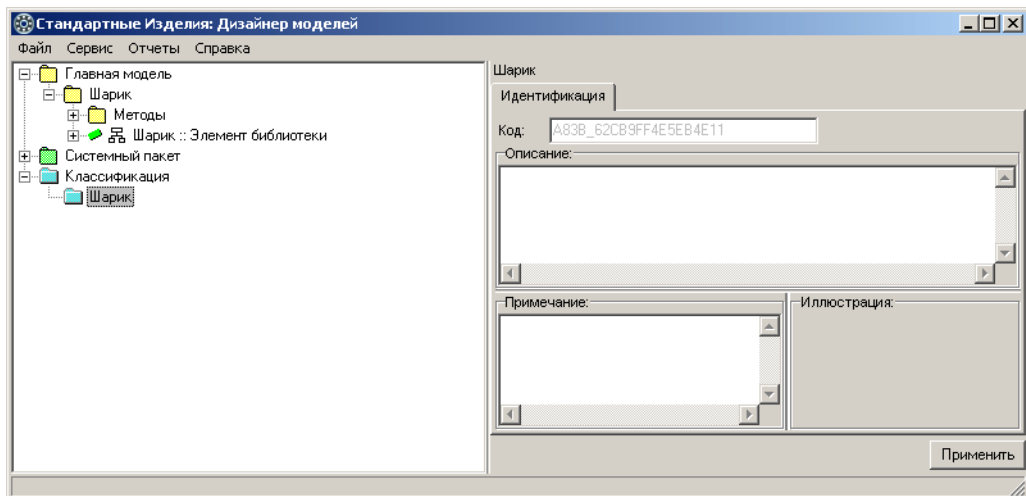 Стандартные Изделия: Дизайнер моделей
Файл Сервис Отчеты Справка
Главная модель
Шарик
Методы
Шарик :: Элемент библиотеки
Системный пакет
Классификация
Шарик
Шарик
Идентификация
Код: A83B_62CB9FF4E5EB4E11
Описание:
Примечание:
Иллюстрация:
Применить